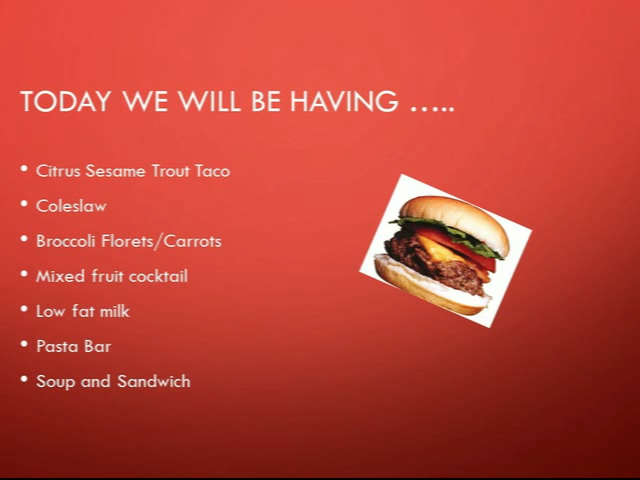 TODAY WE WILL BE HAVING …..
• Citrus Sesame Trout Taco
• Coleslaw
• Broccoli Florets/Carrots
• Mixed fruit cocktail
• Low fat milk
• Pasta Bar
• Soup and Sandwich